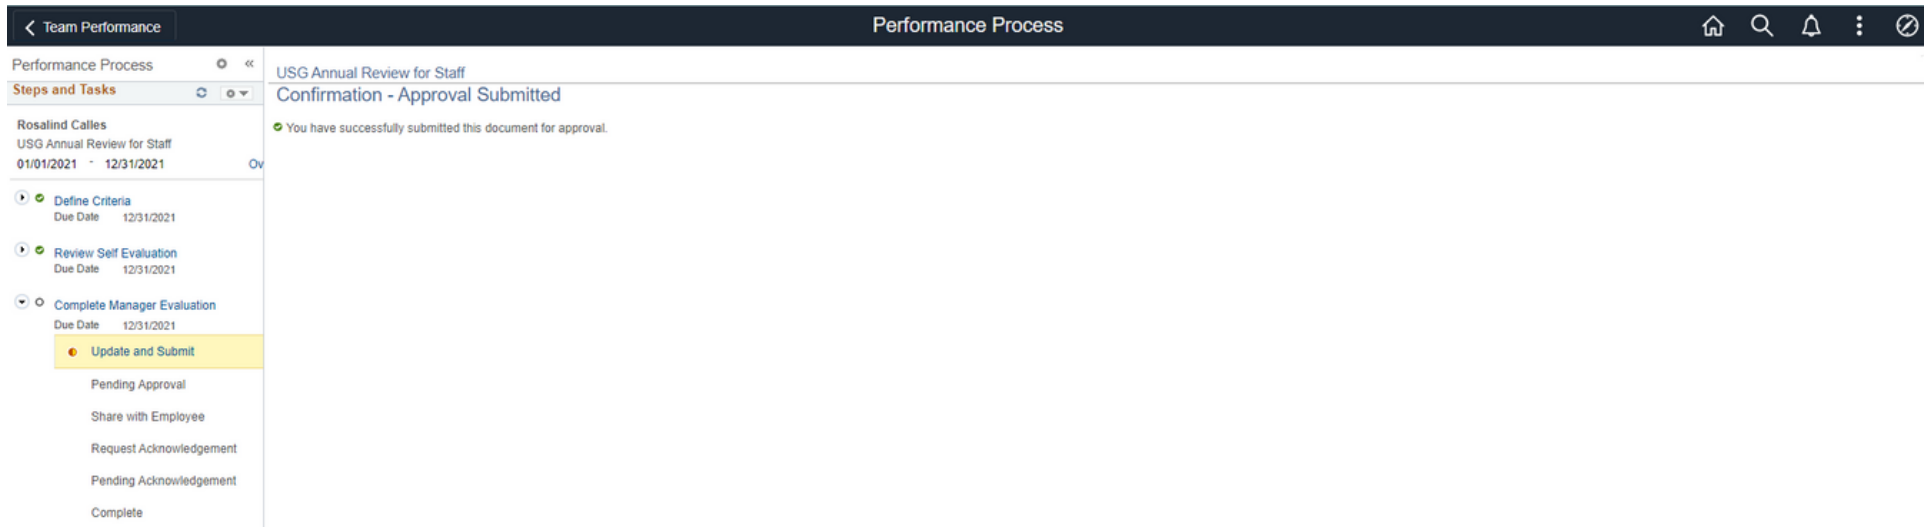 Team Performance
Performance Process
Performance Process
Steps and Tasks
Rosalind Calles
USG Annual Review for Staff
01/01/2021 - 12/31/2021 Ov
Define Criteria
Due Date 12/31/2021
Review Self Evaluation
Due Date 12/31/2021
Complete Manager Evaluation
Due Date 12/31/2021
Update and Submit
Pending Approval
Share with Employee
Request Acknowledgement
Pending Acknowledgement
Complete
USG Annual Review for Staff
Confirmation - Approval Submitted
You have successfully submitted this document for approval.